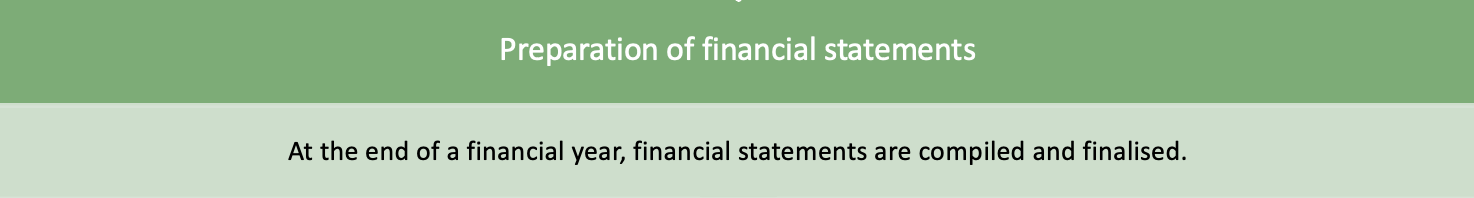 Preparation of financial statements
At the end of a financial year, financial statements are compiled and finalised.